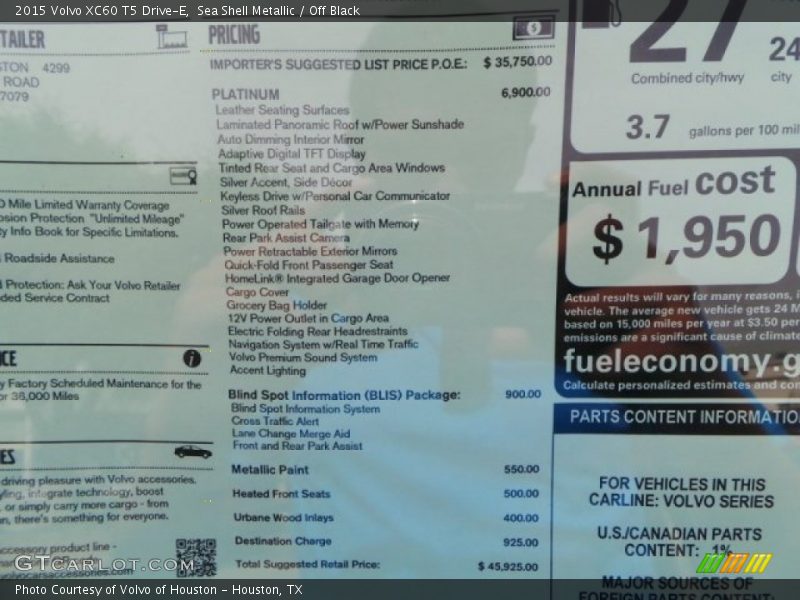 2015 Volvo XC60 T5 Drive-E, Sea Shell Metallic / Off Black
TAILER
STON 4299
ROAD
7079
Mile Limited Warranty Coverage
osion Protection "Unlimited Mileage"
ty Info Book for Specific Limitations.
Roadside Assistance
Protection: Ask Your Volvo Retailer
ded Service Contract
CE
y Factory Scheduled Maintenance for the
or 36,000 Miles
ES
driving pleasure with Volvo accessories.
yling, integrate technology, boost
, or simply carry more cargo - from
n, there's something for everyone.
ccessory product line -
volvocarsaccessories.com
PRICING
IMPORTER'S SUGGESTED LIST PRICE P.O.E.: $ 35,750.00
PLATINUM 6,900.00
Leather Seating Surfaces
Laminated Panoramic Roof w/Power Sunshade
Auto Dimming Interior Mirror
Adaptive Digital TFT Display
Tinted Rear Seat and Cargo Area Windows
Silver Accent, Side Décor
Keyless Drive w/Personal Car Communicator
Silver Roof Rails
Power Operated Tailgate with Memory
Rear Park Assist Camera
Power Retractable Exterior Mirrors
Quick-Fold Front Passenger Seat
HomeLink® Integrated Garage Door Opener
Cargo Cover
Grocery Bag Holder
12V Power Outlet in Cargo Area
Electric Folding Rear Headrestraints
Navigation System w/Real Time Traffic
Volvo Premium Sound System
Accent Lighting
Blind Spot Information (BLIS) Package: 900.00
Blind Spot Information System
Cross Traffic Alert
Lane Change Merge Aid
Front and Rear Park Assist
Metallic Paint 550.00
Heated Front Seats 500.00
Urbane Wood Inlays 400.00
Destination Charge 925.00
Total Suggested Retail Price: $ 45,925.00
27 24
Combined city/hwy city
3.7 gallons per 100 mil
Annual Fuel COST
$ 1,950
Actual results will vary for many reasons, i
vehicle. The average new vehicle gets 24 M
based on 15,000 miles per year at $3.50 per
emissions are a significant cause of climate
fueleconomy.g
Calculate personalized estimates and con
PARTS CONTENT INFORMATIO
FOR VEHICLES IN THIS
CARLINE: VOLVO SERIES
U.S./CANADIAN PARTS
CONTENT: 1%
MAJOR SOURCES OF
FOREIGN PARTS CONTENT:
GTCarLot.com
Photo Courtesy of Volvo of Houston - Houston, TX